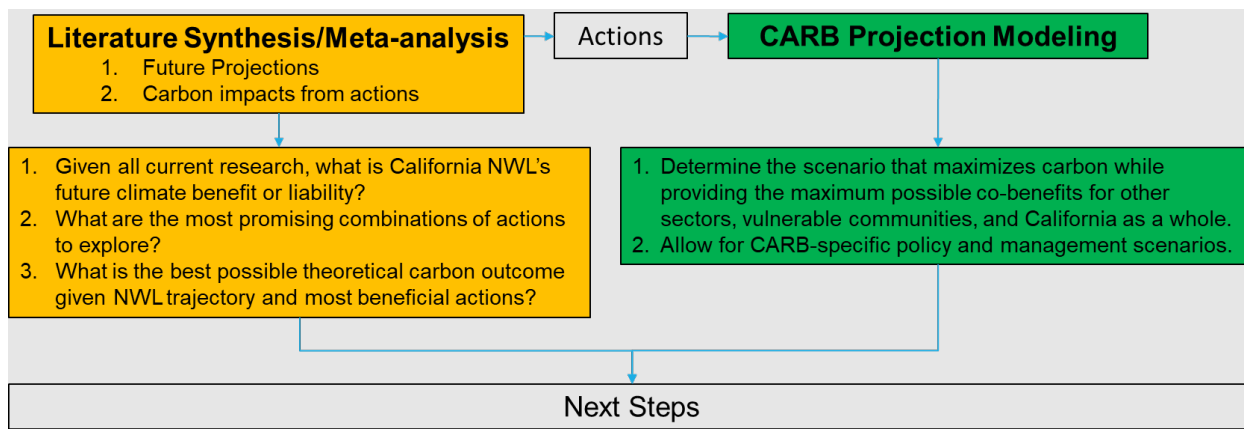 Literature Synthesis/Meta-analysis
1. Future Projections
2. Carbon impacts from actions
Actions
CARB Projection Modeling
1. Given all current research, what is California NWL's
future climate benefit or liability?
2. What are the most promising combinations of actions
to explore?
3. What is the best possible theoretical carbon outcome
given NWL trajectory and most beneficial actions?
1. Determine the scenario that maximizes carbon while
providing the maximum possible co-benefits for other
sectors, vulnerable communities, and California as a whole.
2. Allow for CARB-specific policy and management scenarios.
Next Steps